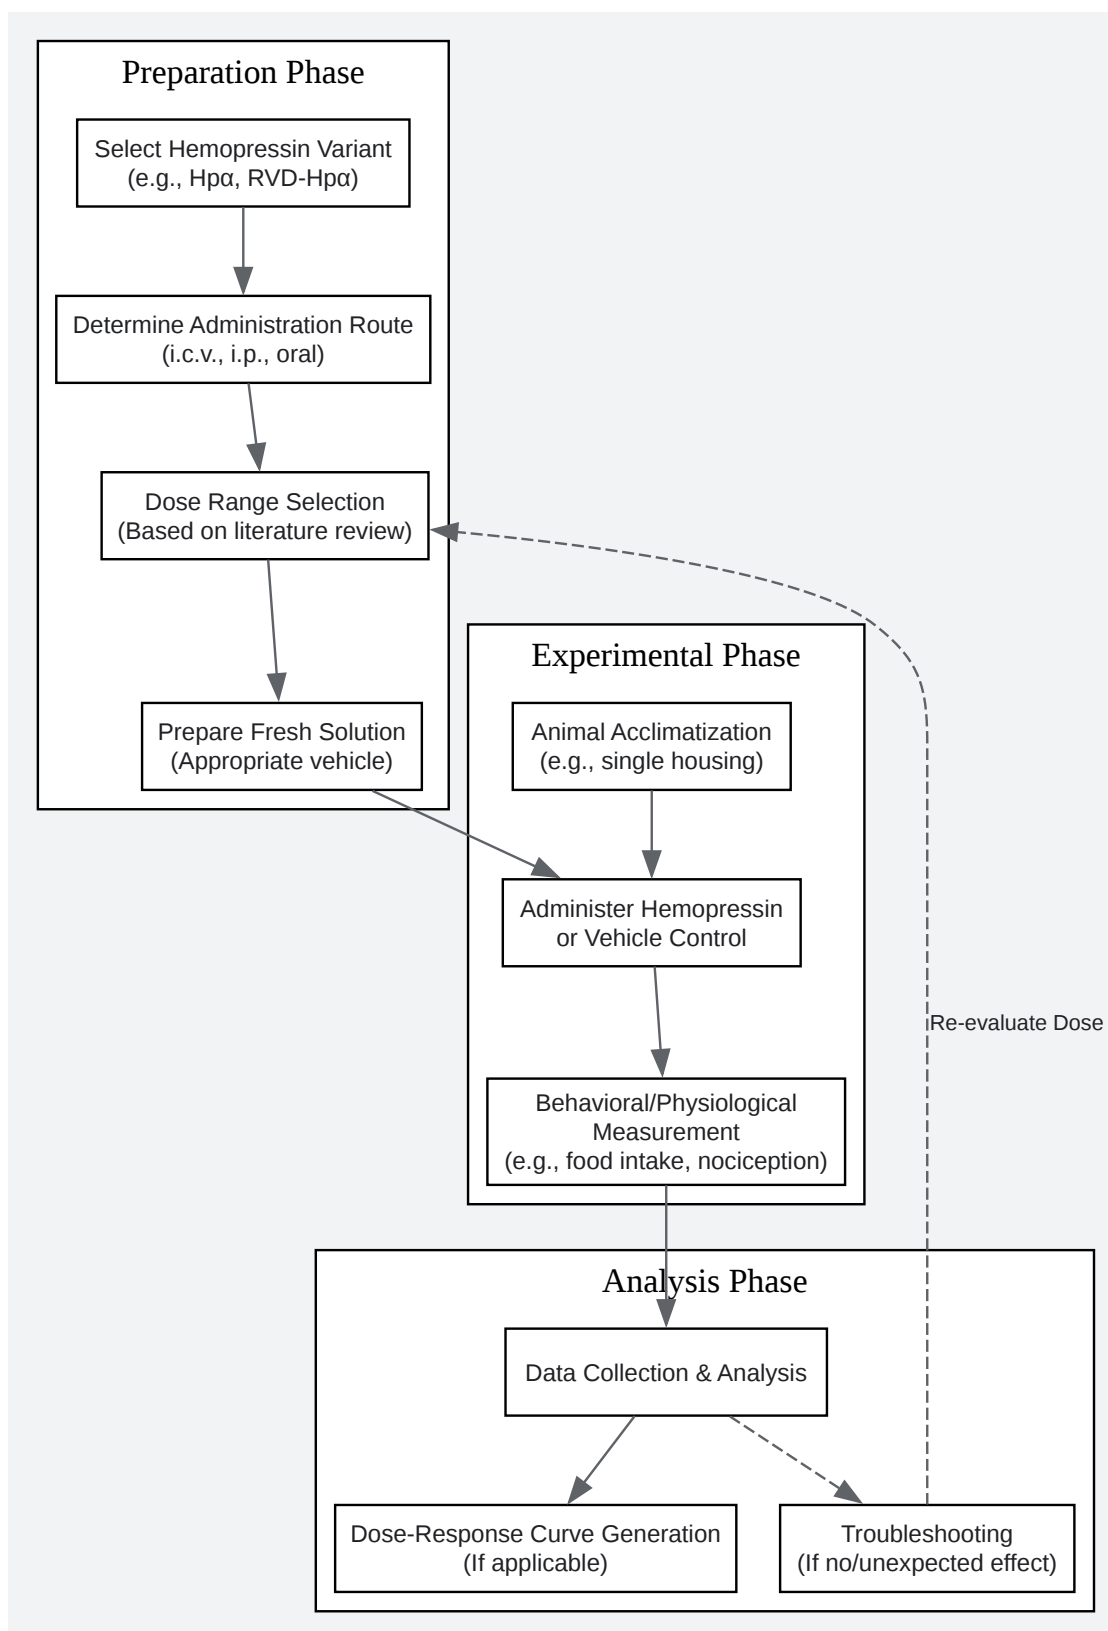 Preparation Phase
Select Hemopressin Variant
(e.g., Hpα, RVD-Hpα)
Determine Administration Route
(i.c.v., i.p., oral)
Dose Range Selection
(Based on literature review)
Prepare Fresh Solution
(Appropriate vehicle)
Experimental Phase
Animal Acclimatization
(e.g., single housing)
Administer Hemopressin
or Vehicle Control
Behavioral/Physiological
Measurement
(e.g., food intake, nociception)
Re-evaluate Dose
Analysis Phase
Data Collection & Analysis
Dose-Response Curve Generation
(If applicable)
Troubleshooting
(If no/unexpected effect)